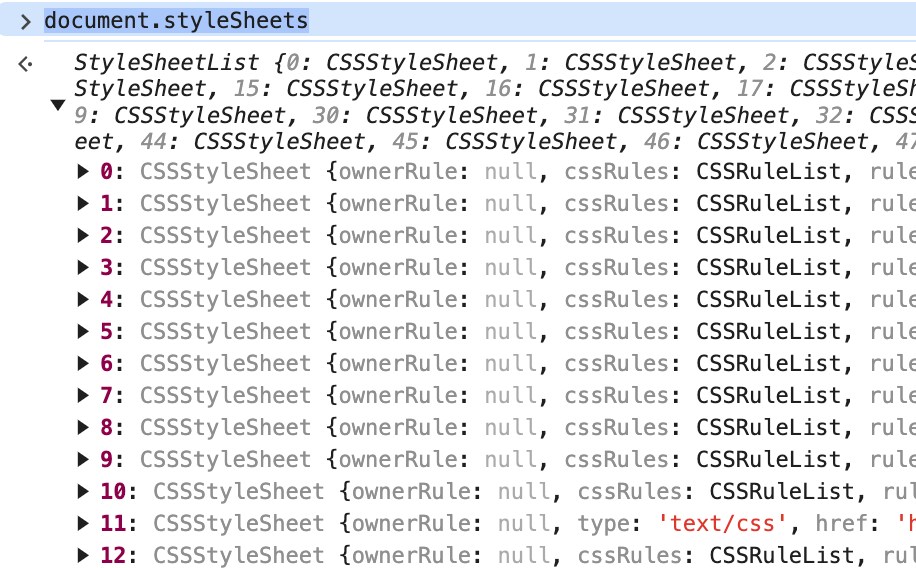 document.styleSheets
StyleSheetList {0: CSSStyleSheet, 1: CSSStyleSheet, 2: CSSStyleS
StyleSheet, 15: CSSStyleSheet, 16: CSSStyleSheet, 17: CSSStyleSh
9: CSSStyleSheet, 30: CSSStyleSheet, 31: CSSStyleSheet, 32: CSSS
eet, 44: CSSStyleSheet, 45: CSSStyleSheet, 46: CSSStyleSheet, 47
0: CSSStyleSheet {ownerRule: null, cssRules: CSSRuleList, rule
1: CSSStyleSheet {ownerRule: null, cssRules: CSSRuleList, rule
2: CSSStyleSheet {ownerRule: null, cssRules: CSSRuleList, rule
3: CSSStyleSheet {ownerRule: null, cssRules: CSSRuleList, rule
4: CSSStyleSheet {ownerRule: null, cssRules: CSSRuleList, rule
5: CSSStyleSheet {ownerRule: null, cssRules: CSSRuleList, rule
6: CSSStyleSheet {ownerRule: null, cssRules: CSSRuleList, rule
7: CSSStyleSheet {ownerRule: null, cssRules: CSSRuleList, rule
8: CSSStyleSheet {ownerRule: null, cssRules: CSSRuleList, rule
9: CSSStyleSheet {ownerRule: null, cssRules: CSSRuleList, rule
10: CSSStyleSheet {ownerRule: null, cssRules: CSSRuleList, rul
11: CSSStyleSheet {ownerRule: null, type: 'text/css', href: 'h
12: CSSStyleSheet {ownerRule: null, cssRules: CSSRuleList, rul